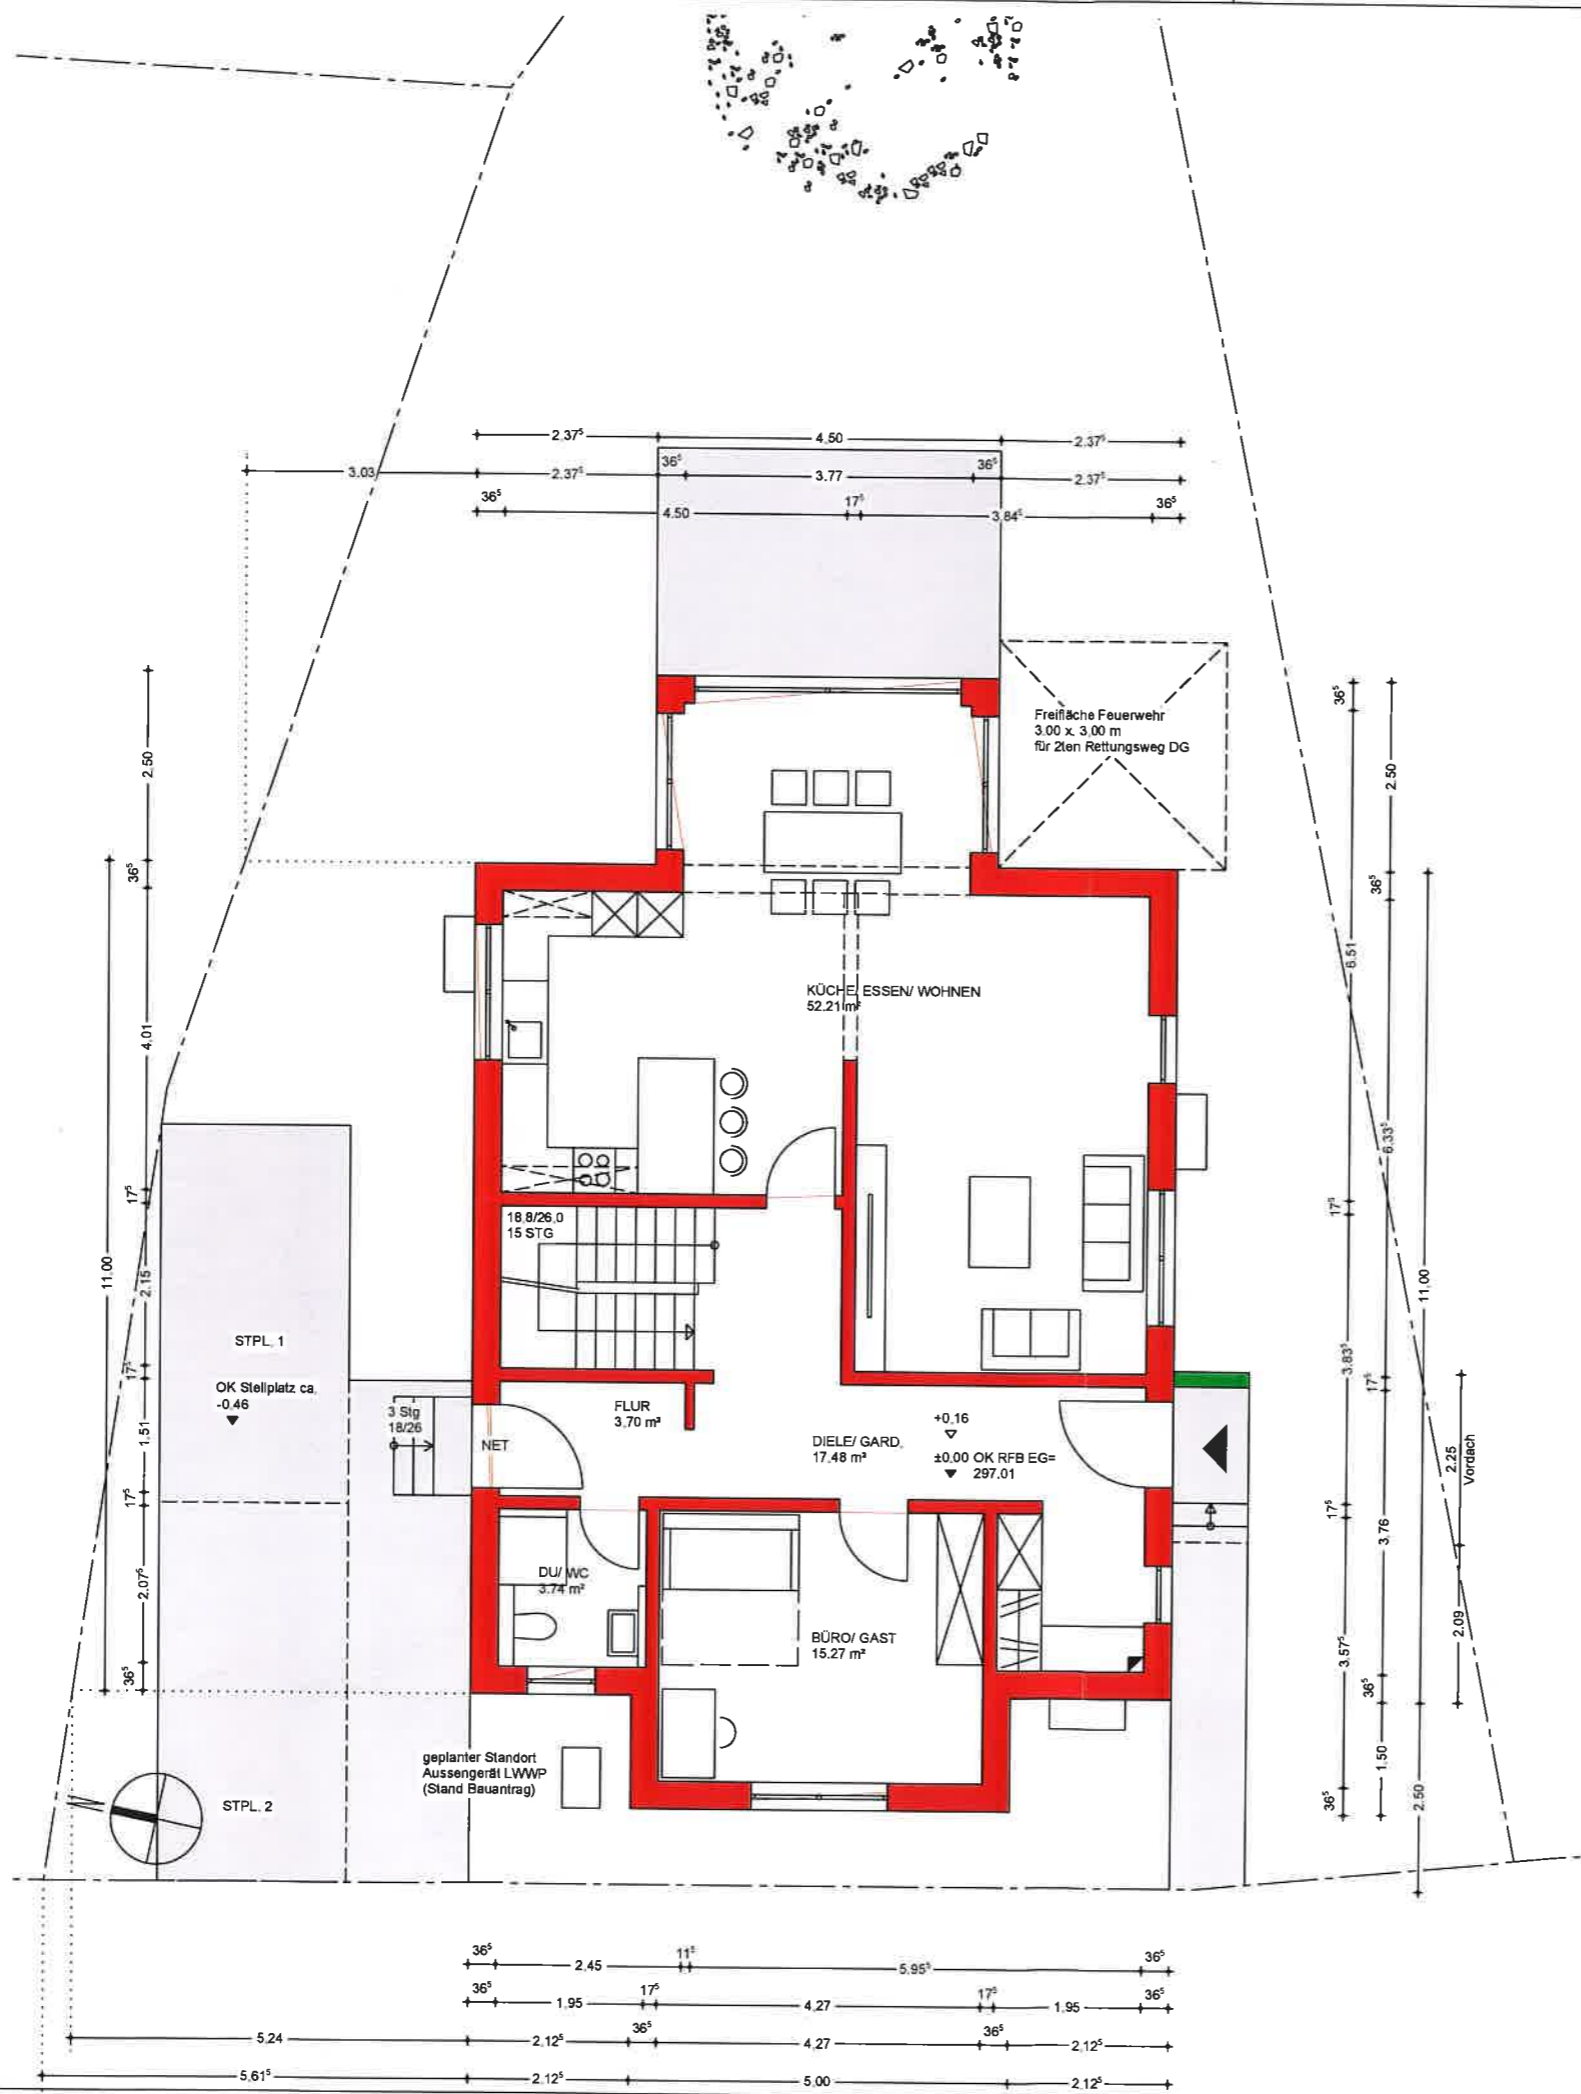 2,37⁵
4,50
2,37⁵
3,03
2,37⁵
36⁵
3,77
36⁵
2,37⁵
36⁵
4,50
17⁵
3,84⁵
36⁵
Freifläche Feuerwehr
3.00 x 3,00 m
für 2ten Rettungsweg DG
2,50
36⁵
4,01
17⁵
2,15
17⁵
1,51
17⁵
2,07⁵
36⁵
11,00
KÜCHE/ ESSEN/ WOHNEN
52,21 m²
18,8/26,0
15 STG
STPL. 1
OK Stellplatz ca.
-0,46
3 Stg
18/26
NET
FLUR
3,70 m²
DIELE/ GARD.
17,48 m²
+0,16
±0,00 OK RFB EG=
297.01
DU/ WC
3.74 m²
BÜRO/ GAST
15.27 m²
geplanter Standort
Aussengerät LWWP
(Stand Bauantrag)
STPL. 2
N
36⁵
6.51
17⁵
3.83⁵
17⁵
3.57⁵
36⁵
2.50
36⁵
6.33⁵
17⁵
3.76
36⁵
1.50
11,00
2.50
2.25
Vordach
2.09
36⁵
2,45
11⁵
5,95⁵
36⁵
36⁵
1,95
17⁵
4,27
17⁵
1,95
36⁵
5,24
2,12⁵
36⁵
4,27
36⁵
2,12⁵
5,61⁵
2,12⁵
5,00
2,12⁵